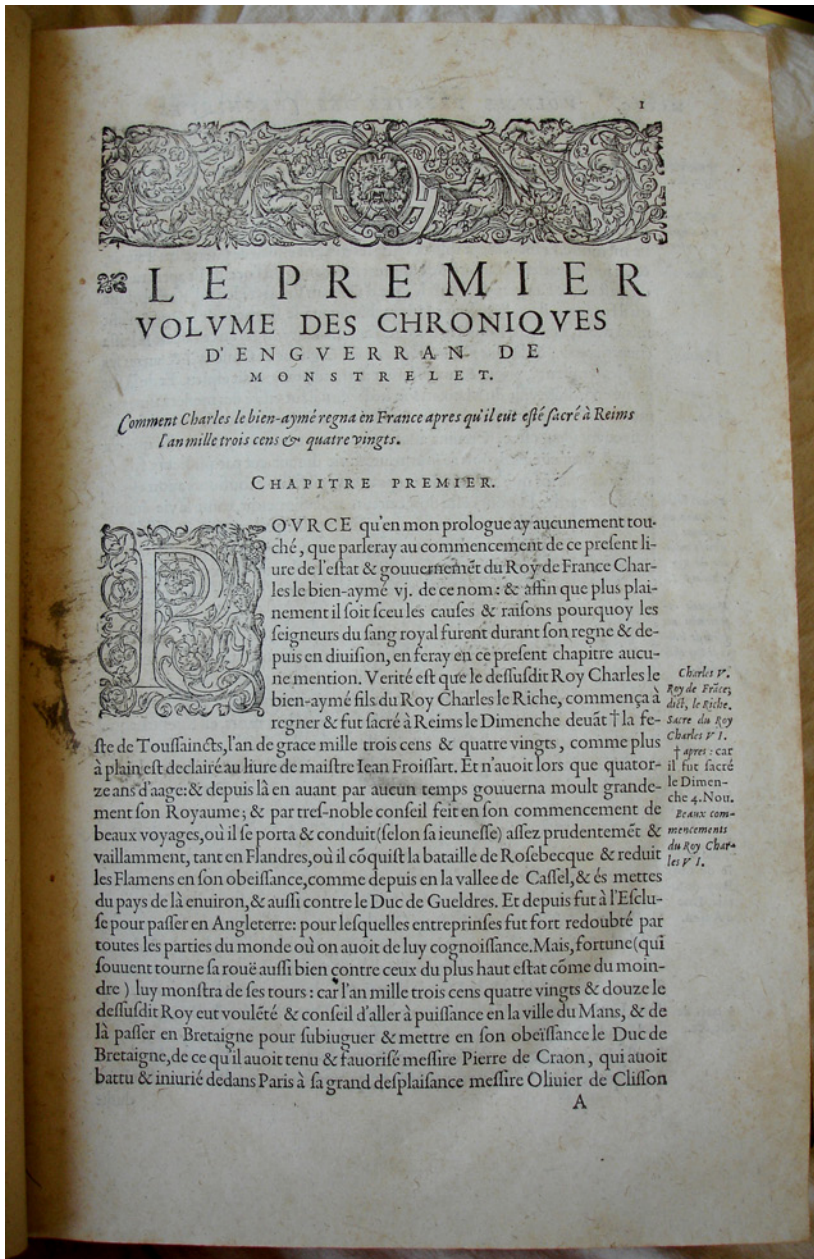 1
LE PREMIER
VOLVME DES CHRONIQVES
D'ENGVERRAN DE
MONSTRELET.
Comment Charles le bien-aymé regna en France apres qu'il eut esté sacré à Reims
l'an mille trois cens & quatre vingts.
CHAPITRE PREMIER.
POVRCE qu'en mon prologue ay aucunement tou-
ché, que parleray au commencement de ce preſent li-
ure de l'eſtat & gouuernemẽt du Roy de France Char-
les le bien-aymé vj. de ce nom: & affin que plus plai-
nement il ſoit ſceu les cauſes & raiſons pourquoy les
ſeigneurs du ſang royal furent durant ſon regne & de-
puis en diuiſion, en feray en ce preſent chapitre aucu-
ne mention. Verité eſt que le deſſuſdit Roy Charles le
bien-aymé fils du Roy Charles le Riche, commença à
regner & fut ſacré à Reims le Dimenche deuãt † la fe-
ſte de Touſſaincts, l'an de grace mille trois cens & quatre vingts, comme plus
à plain eſt declairé au liure de maiſtre Iean Froiſſart. Et n'auoit lors que quator-
ze ans d'aage: & depuis là en auant par aucun temps gouuerna moult grande-
ment ſon Royaume; & par treſ-noble conſeil feit en ſon commencement de
beaux voyages, où il ſe porta & conduit (ſelon ſa ieuneſſe) aſſez prudentemẽt &
vaillamment, tant en Flandres, où il cõquiſt la bataille de Roſebecque & reduit
les Flamens en ſon obeiſſance, comme depuis en la vallee de Caſſel, & és mettes
du pays de là enuiron, & auſſi contre le Duc de Gueldres. Et depuis fut à l'Eſclu-
ſe pour paſſer en Angleterre: pour leſquelles entreprinſes fut fort redoubté par
toutes les parties du monde où on auoit de luy cognoiſſance. Mais, fortune (qui
ſouuent tourne ſa rouë auſſi bien contre ceux du plus haut eſtat cõme du moin-
dre) luy monſtra de ſes tours: car l'an mille trois cens quatre vingts & douze le
deſſuſdit Roy eut voulẽté & conſeil d'aller à puiſſance en la ville du Mans, & de
là paſſer en Bretaigne pour ſubiuguer & mettre en ſon obeïſſance le Duc de
Bretaigne, de ce qu'il auoit tenu & fauoriſé meſſire Pierre de Craon, qui auoit
battu & iniurié dedans Paris à ſa grand deſplaiſance meſſire Oliuier de Cliſſon
A
Charles V.
Roy de Frãce,
dict, le Riche.
Sacre du Roy
Charles VI.
† apres: car
il fut ſacré
le Dimen-
che 4. Nou.
Beaux com-
mencements
du Roy Char-
les VI.